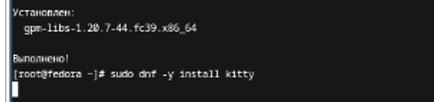 Установлен:
gpm-libs-1.20.7-44.fc39.x86_64
Выполнено!
[root@fedora ~]# sudo dnf -y install kitty